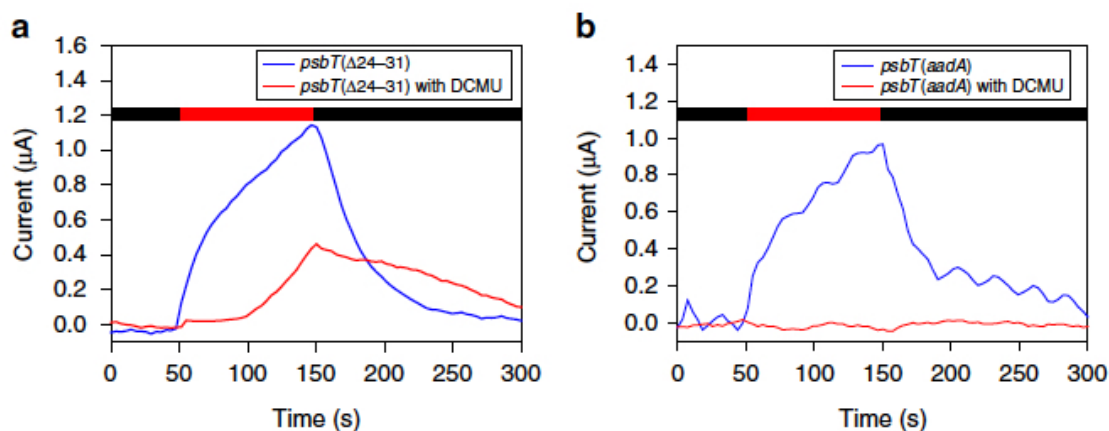 a
1.6
1.4
1.2
1.0
0.8
0.6
0.4
0.2
0.0
Current (µA)
psbT(Δ24–31)
psbT(Δ24–31) with DCMU
0 50 100 150 200 250 300
Time (s)
b
1.4
1.2
1.0
0.8
0.6
0.4
0.2
0.0
Current (µA)
psbT(aadA)
psbT(aadA) with DCMU
0 50 100 150 200 250 300
Time (s)